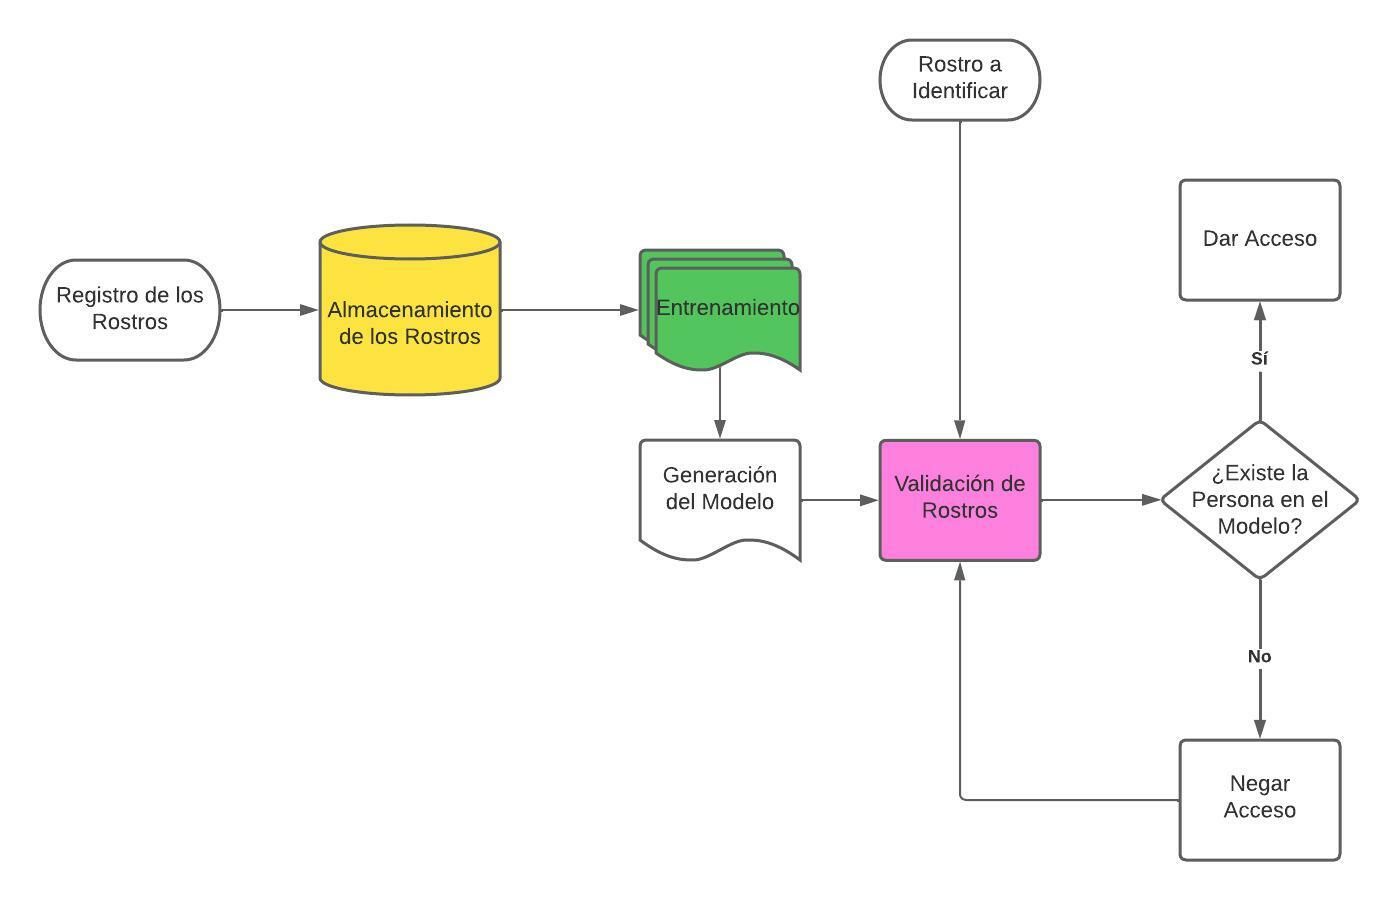 Rostro a
Identificar
Dar Acceso
Registro de los
Rostros
Almacenamiento
de los Rostros
Entrenamiento
Sí
Generación
del Modelo
Validación de
Rostros
¿Existe la
Persona en el
Modelo?
No
Negar
Acceso